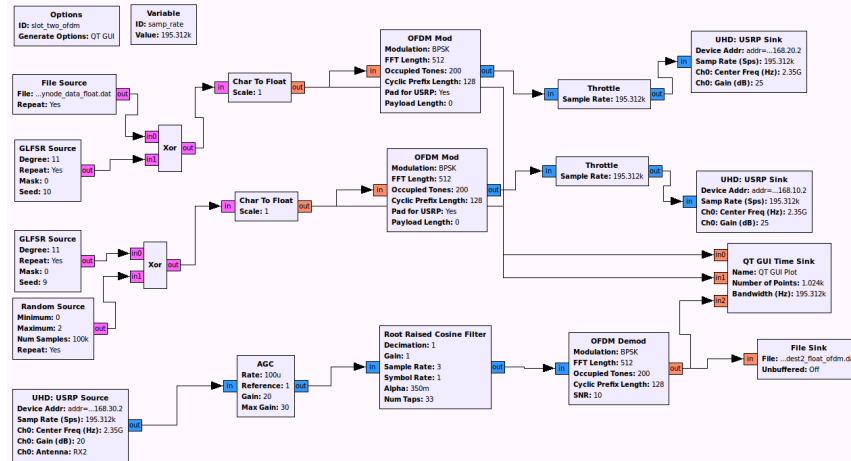 Options
ID: slot_two_ofdm
Generate Options: QT GUI
Variable
ID: samp_rate
Value: 195.312k
File Source
File: ...ynode_data_float.dat
Repeat: Yes
out
GLFSR Source
Degree: 11
Repeat: Yes
Mask: 0
Seed: 10
out
in0
in1
Xor
out
in
Char To Float
Scale: 1
out
in
OFDM Mod
Modulation: BPSK
FFT Length: 512
Occupied Tones: 200
Cyclic Prefix Length: 128
Pad for USRP: Yes
Payload Length: 0
out
in
Throttle
Sample Rate: 195.312k
out
in
UHD: USRP Sink
Device Addr: addr=...168.20.2
Samp Rate (Sps): 195.312k
Ch0: Center Freq (Hz): 2.35G
Ch0: Gain (dB): 25
GLFSR Source
Degree: 11
Repeat: Yes
Mask: 0
Seed: 9
out
Random Source
Minimum: 0
Maximum: 2
Num Samples: 100k
Repeat: Yes
out
in0
in1
Xor
out
in
Char To Float
Scale: 1
out
in
OFDM Mod
Modulation: BPSK
FFT Length: 512
Occupied Tones: 200
Cyclic Prefix Length: 128
Pad for USRP: Yes
Payload Length: 0
out
in
Throttle
Sample Rate: 195.312k
out
in
UHD: USRP Sink
Device Addr: addr=...168.10.2
Samp Rate (Sps): 195.312k
Ch0: Center Freq (Hz): 2.35G
Ch0: Gain (dB): 25
in0
in1
in2
QT GUI Time Sink
Name: QT GUI Plot
Number of Points: 1.024k
Bandwidth (Hz): 195.312k
UHD: USRP Source
Device Addr: addr=...168.30.2
Samp Rate (Sps): 195.312k
Ch0: Center Freq (Hz): 2.35G
Ch0: Gain (dB): 20
Ch0: Antenna: RX2
out
in
AGC
Rate: 100u
Reference: 1
Gain: 20
Max Gain: 30
out
in
Root Raised Cosine Filter
Decimation: 1
Gain: 1
Sample Rate: 3
Symbol Rate: 1
Alpha: 350m
Num Taps: 33
out
in
OFDM Demod
Modulation: BPSK
FFT Length: 512
Occupied Tones: 200
Cyclic Prefix Length: 128
SNR: 10
out
in
File Sink
File: ...dest2_float_ofdm.da
Unbuffered: Off